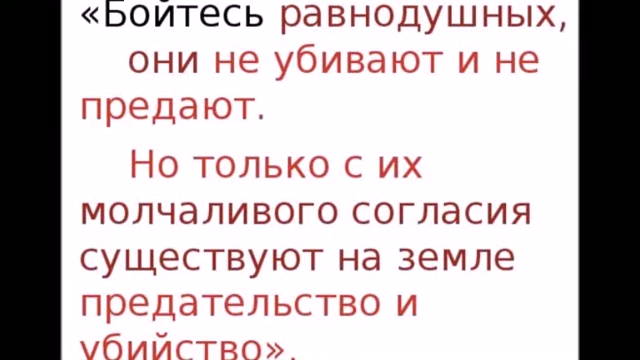 «Бойтесь равнодушных,
они не убивают и не
предают.
Но только с их
молчаливого согласия
существуют на земле
предательство и
убийство».